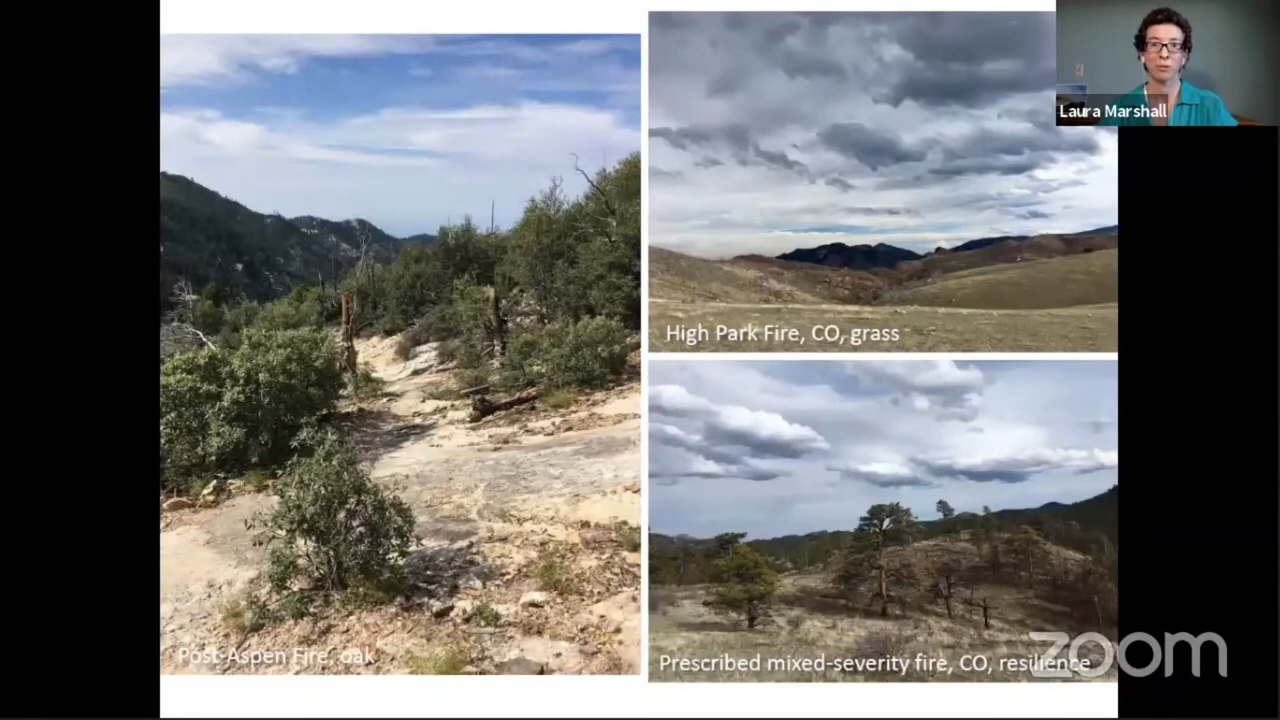 Laura Marshall
High Park Fire, CO, grass
Post-Aspen Fire, oak
Prescribed mixed-severity fire, CO, resilience
zoom